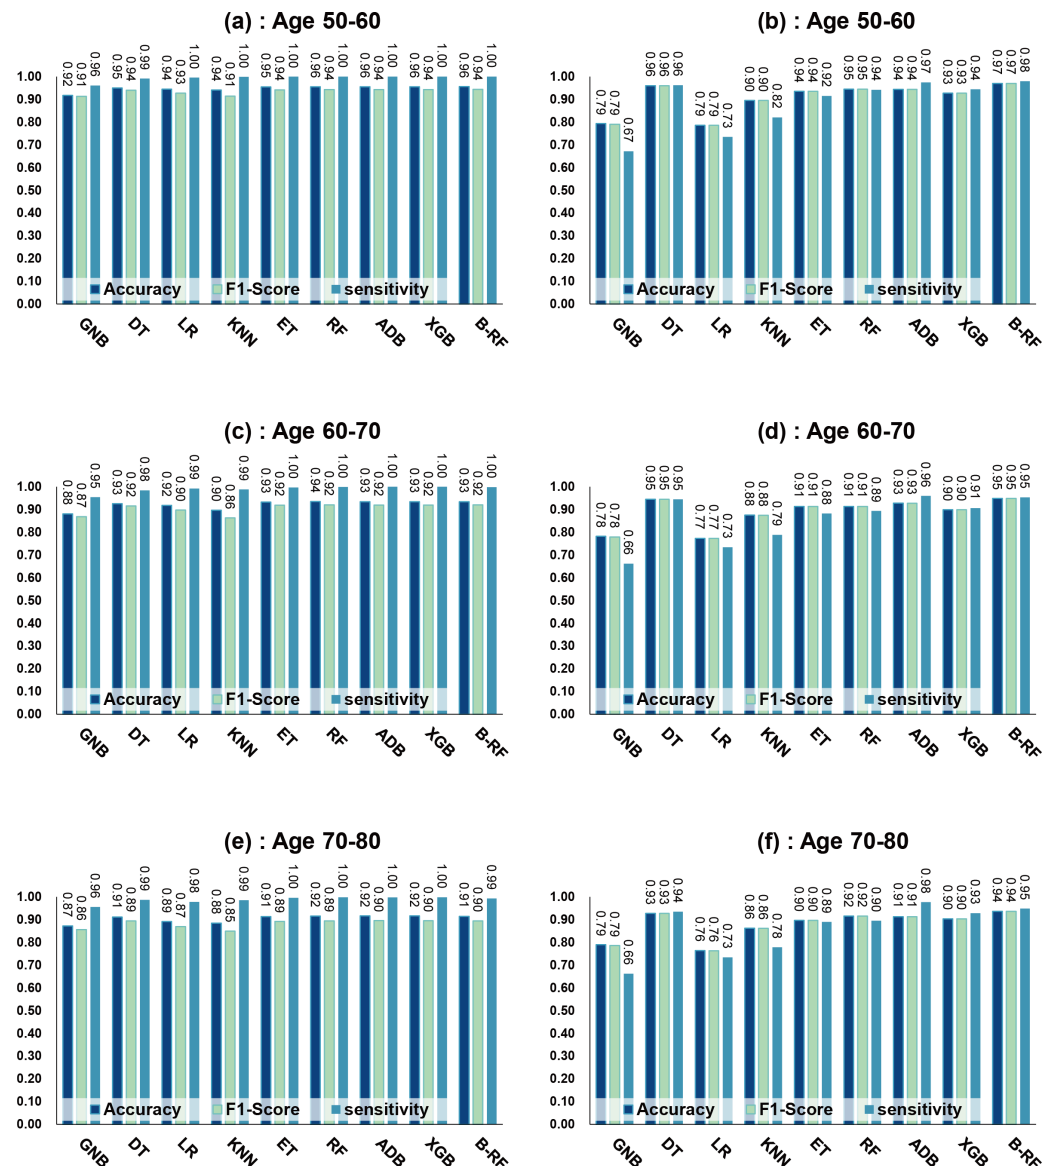 (a) : Age 50-60
0.92 0.91 0.96 0.95 0.94 0.99 0.94 0.93 1.00 0.94 0.91 1.00 0.95 0.94 1.00 0.96 0.94 1.00 0.96 0.94 1.00 0.96 0.94 1.00 0.96 0.94 1.00
1.00
0.90
0.80
0.70
0.60
0.50
0.40
0.30
0.20
0.10
0.00
Accuracy F1-Score sensitivity
GNB DT LR KNN ET RF ADB XGB B-RF
(b) : Age 50-60
0.79 0.79 0.67 0.96 0.96 0.96 0.79 0.79 0.73 0.90 0.90 0.82 0.94 0.94 0.92 0.95 0.95 0.94 0.94 0.94 0.97 0.93 0.93 0.94 0.97 0.97 0.98
1.00
0.90
0.80
0.70
0.60
0.50
0.40
0.30
0.20
0.10
0.00
Accuracy F1-Score sensitivity
GNB DT LR KNN ET RF ADB XGB B-RF
(c) : Age 60-70
0.88 0.87 0.95 0.93 0.92 0.98 0.92 0.90 0.99 0.90 0.86 0.99 0.93 0.92 1.00 0.94 0.92 1.00 0.93 0.92 1.00 0.93 0.92 1.00 0.93 0.92 1.00
1.00
0.90
0.80
0.70
0.60
0.50
0.40
0.30
0.20
0.10
0.00
Accuracy F1-Score sensitivity
GNB DT LR KNN ET RF ADB XGB B-RF
(d) : Age 60-70
0.78 0.78 0.66 0.95 0.95 0.95 0.77 0.77 0.73 0.88 0.88 0.79 0.91 0.91 0.88 0.91 0.91 0.89 0.93 0.93 0.96 0.90 0.90 0.91 0.95 0.95 0.95
1.00
0.90
0.80
0.70
0.60
0.50
0.40
0.30
0.20
0.10
0.00
Accuracy F1-Score sensitivity
GNB DT LR KNN ET RF ADB XGB B-RF
(e) : Age 70-80
0.87 0.86 0.96 0.91 0.89 0.99 0.89 0.87 0.98 0.88 0.85 0.99 0.91 0.89 1.00 0.92 0.89 1.00 0.92 0.90 1.00 0.92 0.90 1.00 0.91 0.90 0.99
1.00
0.90
0.80
0.70
0.60
0.50
0.40
0.30
0.20
0.10
0.00
Accuracy F1-Score sensitivity
GNB DT LR KNN ET RF ADB XGB B-RF
(f) : Age 70-80
0.79 0.79 0.66 0.93 0.93 0.94 0.76 0.76 0.73 0.86 0.86 0.78 0.90 0.90 0.89 0.92 0.92 0.90 0.91 0.91 0.98 0.90 0.90 0.93 0.94 0.94 0.95
1.00
0.90
0.80
0.70
0.60
0.50
0.40
0.30
0.20
0.10
0.00
Accuracy F1-Score sensitivity
GNB DT LR KNN ET RF ADB XGB B-RF